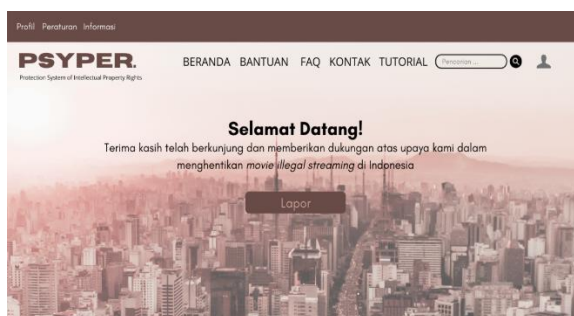 Profil Peraturan Informasi
PSYPER.
Protection System of Intellectual Property Rights
BERANDA BANTUAN FAQ KONTAK TUTORIAL Pencarian ...
Selamat Datang!
Terima kasih telah berkunjung dan memberikan dukungan atas upaya kami dalam
menghentikan movie illegal streaming di Indonesia
Lapor